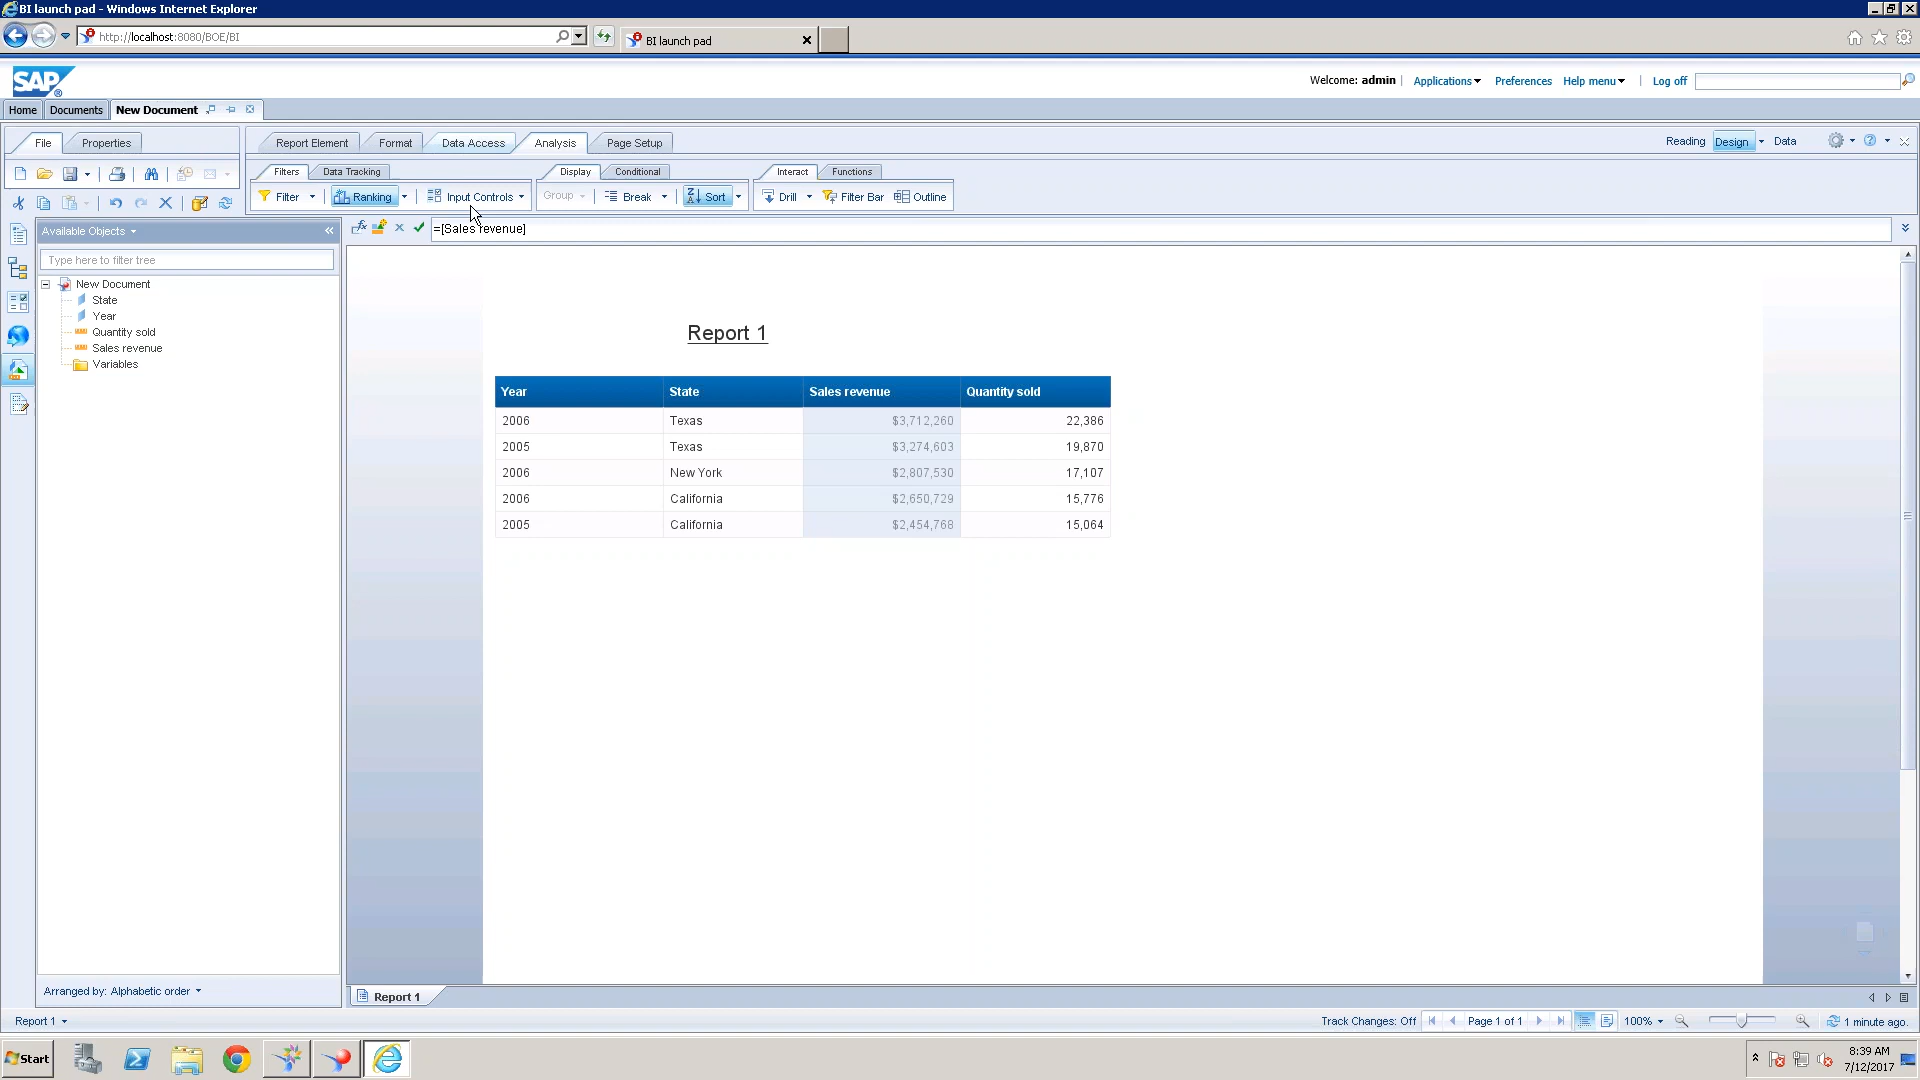 BI launch pad - Windows Internet Explorer
http://localhost:8080/BOE/BI
BI launch pad
SAP
Welcome: admin Applications Preferences Help menu Log off
Home Documents New Document
File Properties Report Element Format Data Access Analysis Page Setup Reading Design Data
Filters Data Tracking Display Conditional Interact Functions
Filter Ranking Input Controls Group Break Sort Drill Filter Bar Outline
Available Objects
=[Sales revenue]
Type here to filter tree
New Document
State
Year
Quantity sold
Sales revenue
Variables
Report 1
Year State Sales revenue Quantity sold
2006 Texas $3,712,260 22,386
2005 Texas $3,274,603 19,870
2006 New York $2,807,530 17,107
2006 California $2,650,729 15,776
2005 California $2,454,768 15,064
Arranged by: Alphabetic order
Report 1
Report 1 Track Changes: Off Page 1 of 1 100% 1 minute ago.
Start
8:39 AM
7/12/2017